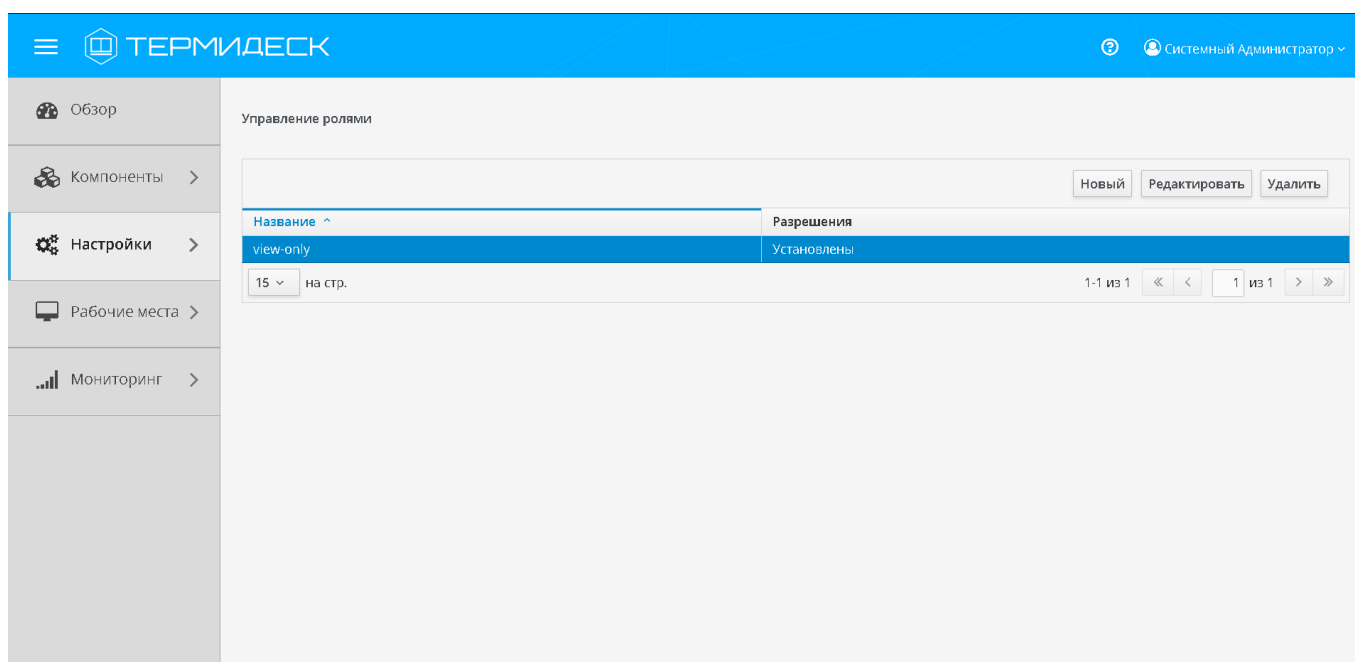 ТЕРМИДЕСК
Системный Администратор
Обзор
Управление ролями
Компоненты
Новый Редактировать Удалить
Название Разрешения
view-only Установлены
Настройки
15 на стр. 1-1 из 1 1 из 1
Рабочие места
Мониторинг